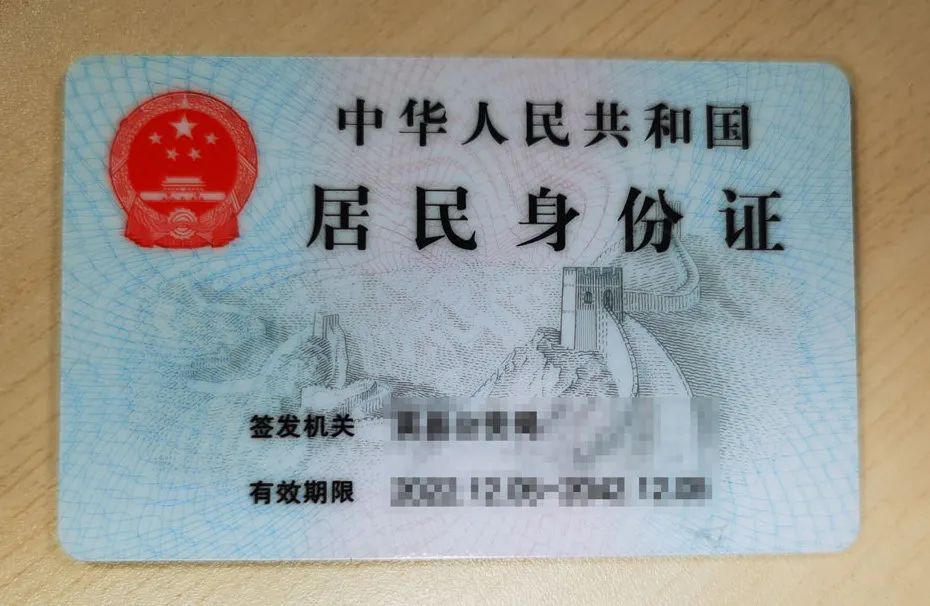 中华人民共和国
居民身份证
签发机关
有效期限